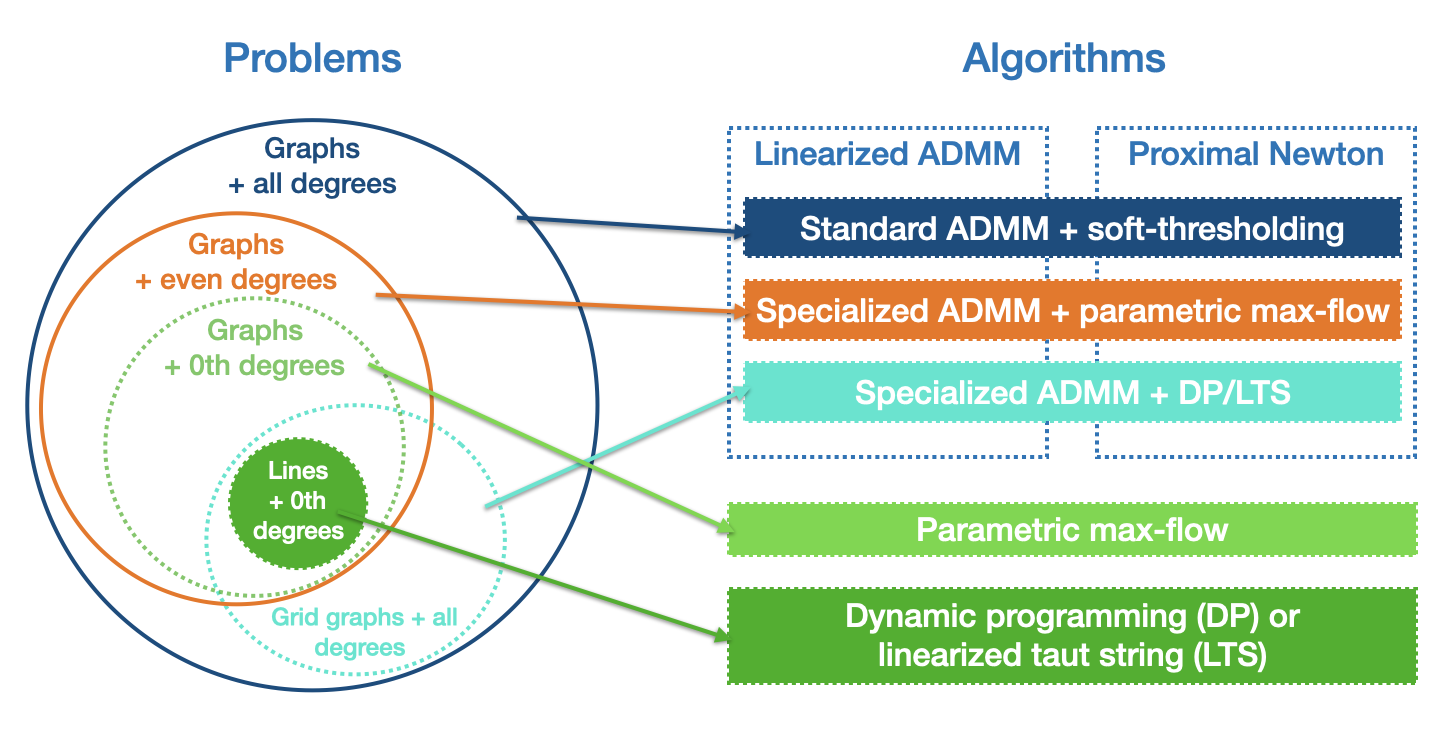 Problems
Graphs
+ all degrees
Graphs
+ even degrees
Graphs
+ 0th degrees
Lines
+ 0th
degrees
Grid graphs + all
degrees
Algorithms
Linearized ADMM
Proximal Newton
Standard ADMM + soft-thresholding
Specialized ADMM + parametric max-flow
Specialized ADMM + DP/LTS
Parametric max-flow
Dynamic programming (DP) or
linearized taut string (LTS)